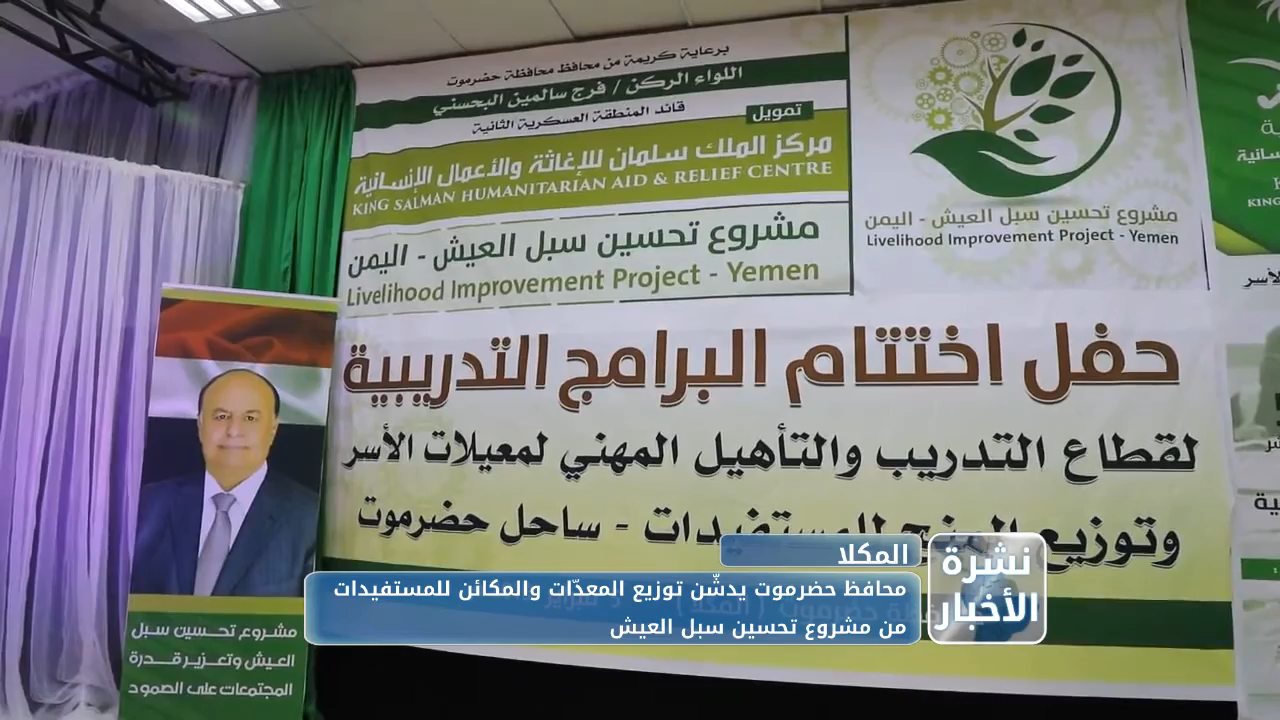 برعاية كريمة من محافظ محافظة حضرموت
اللواء الركن / فرج سالمين البحسني
قائد المنطقة العسكرية الثانية
تمويل
مركز الملك سلمان للإغاثة والأعمال الإنسانية
KING SALMAN HUMANITARIAN AID & RELIEF CENTRE
مشروع تحسين سبل العيش - اليمن
Livelihood Improvement Project - Yemen
مشروع تحسين سبل العيش - اليمن
Livelihood Improvement Project - Yemen
حفل اختتام البرامج التدريبية
لقطاع التدريب والتأهيل المهني لمعيلات الأسر
وتوزيع المنح للمستفيدات - ساحل حضرموت
مشروع تحسين سبل
العيش وتعزيز قدرة
المجتمعات على الصمود
نشرة
الأخبار
المكلا
محافظ حضرموت يدشّن توزيع المعدّات والمكائن للمستفيدات
من مشروع تحسين سبل العيش